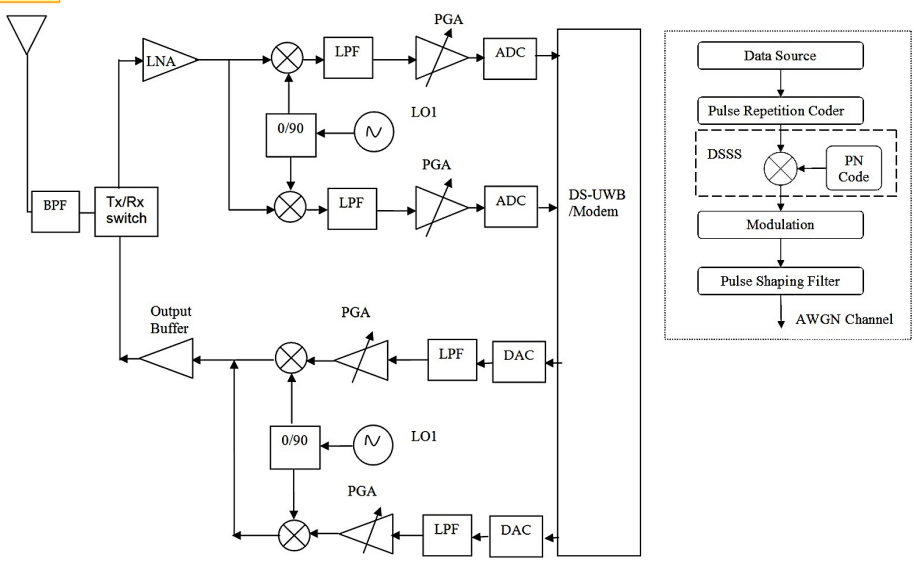 PGA
LNA
LPF
ADC
0/90
LO1
PGA
LPF
ADC
BPF
Tx/Rx
switch
DS-UWB
/Modem
Output
Buffer
PGA
LPF
DAC
0/90
LO1
PGA
LPF
DAC
Data Source
Pulse Repetition Coder
DSSS
PN
Code
Modulation
Pulse Shaping Filter
AWGN Channel